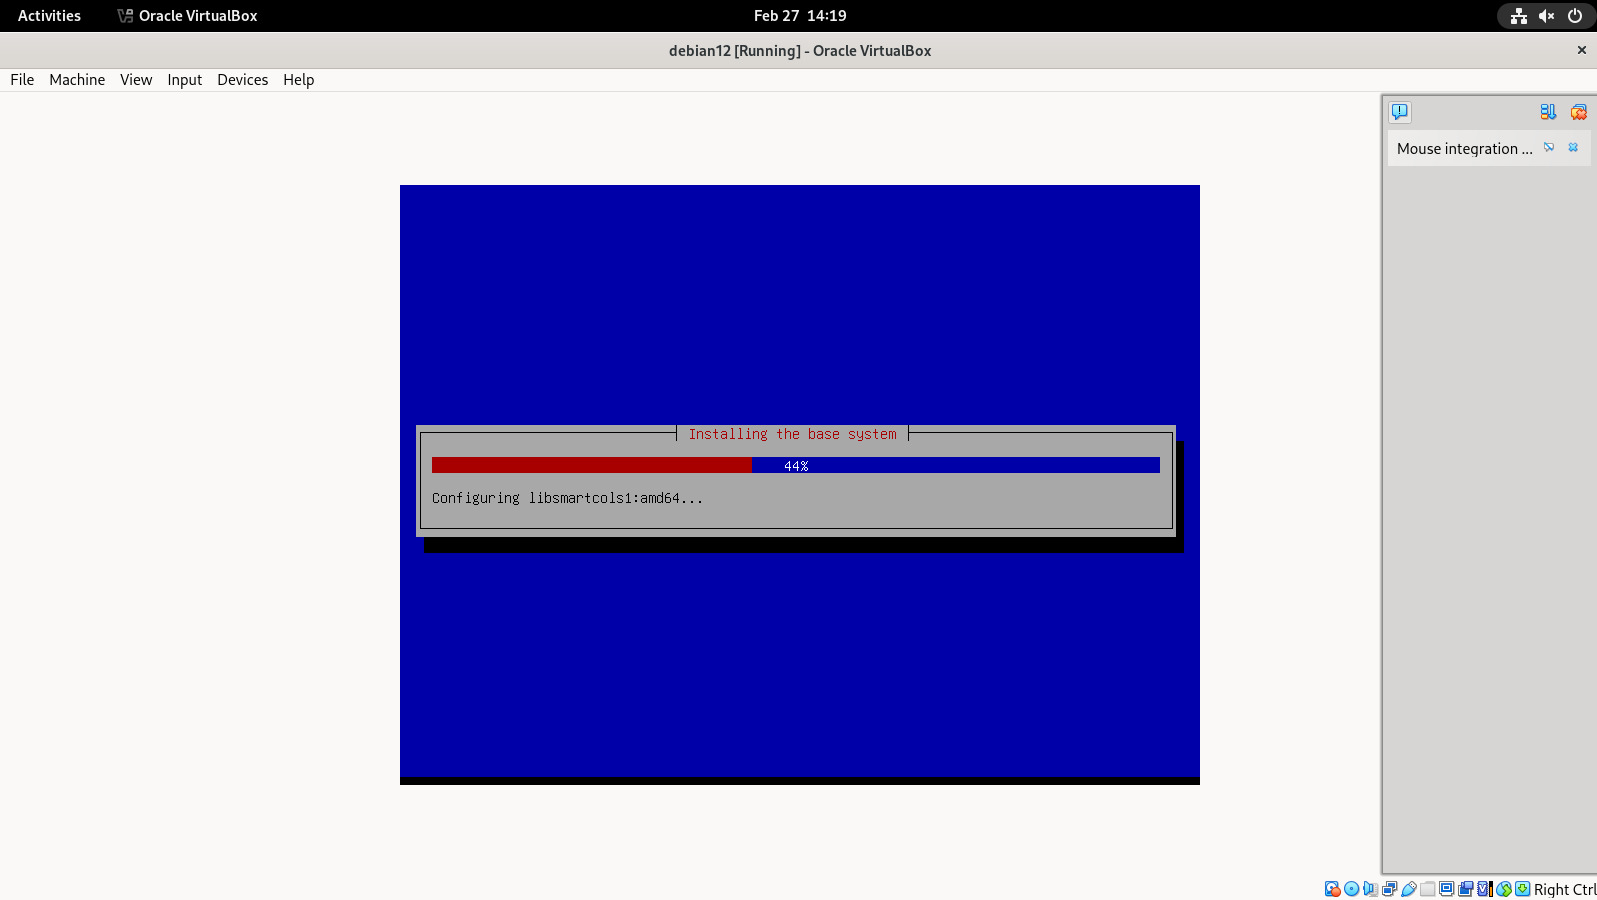 Activities Oracle VirtualBox Feb 27 14:19
debian12 [Running] - Oracle VirtualBox
File Machine View Input Devices Help
Mouse integration ...
Installing the base system
44%
Configuring libsmartcols1:amd64...
Right Ctrl